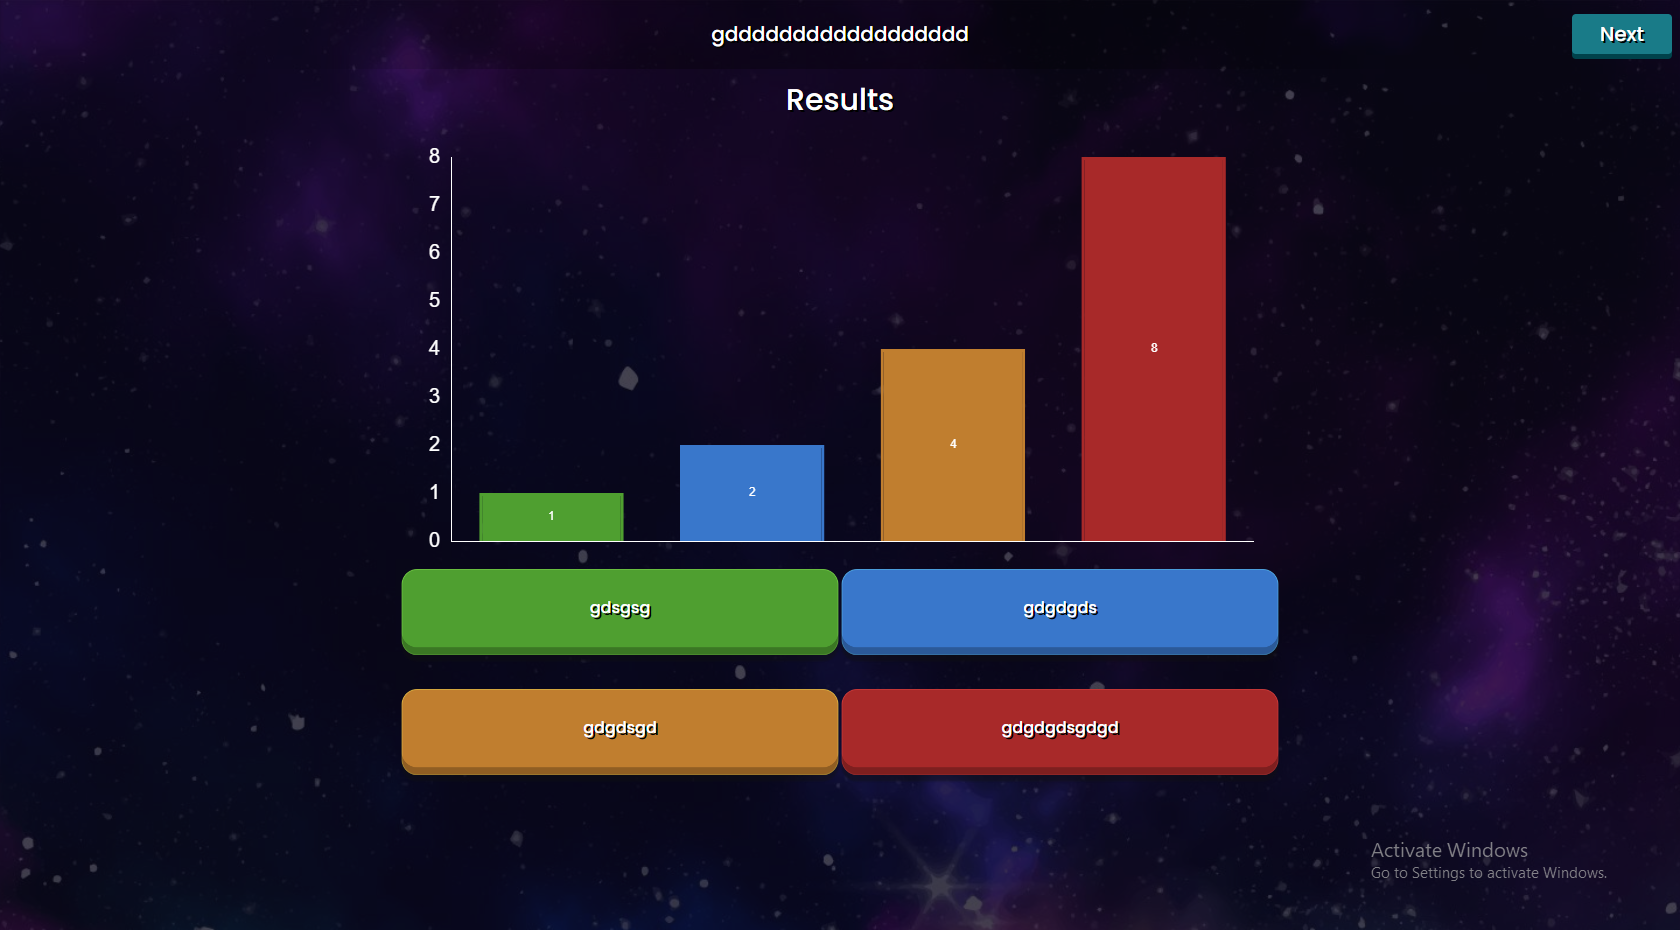 gdddddddddddddddddd
Next
Results
8
7
6
5
4
3
2
1
0
1
2
4
8
gdsgsg
gdgdgds
gdgdsgd
gdgdgdsgdgd
Activate Windows
Go to Settings to activate Windows.